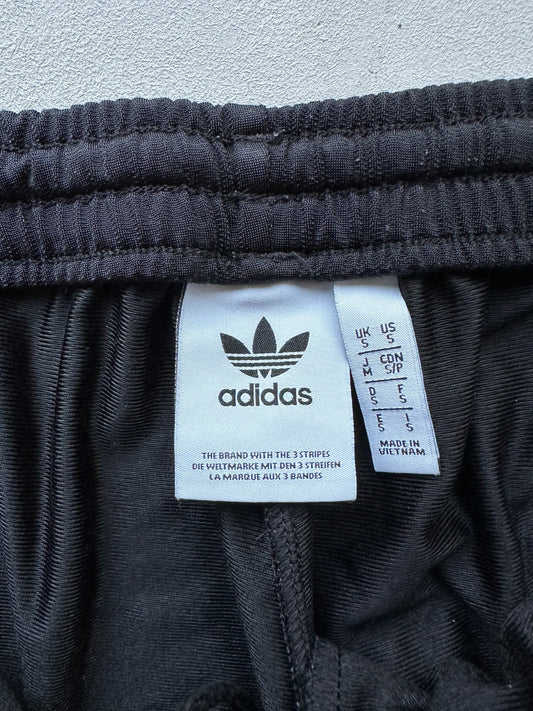 adidas
THE BRAND WITH THE 3 STRIPES
DIE WELTMARKE MIT DEN 3 STREIFEN
LA MARQUE AUX 3 BANDES
UK US
S S
J CDN
M S/P
D F
S S
E I
S S
MADE IN
VIETNAM